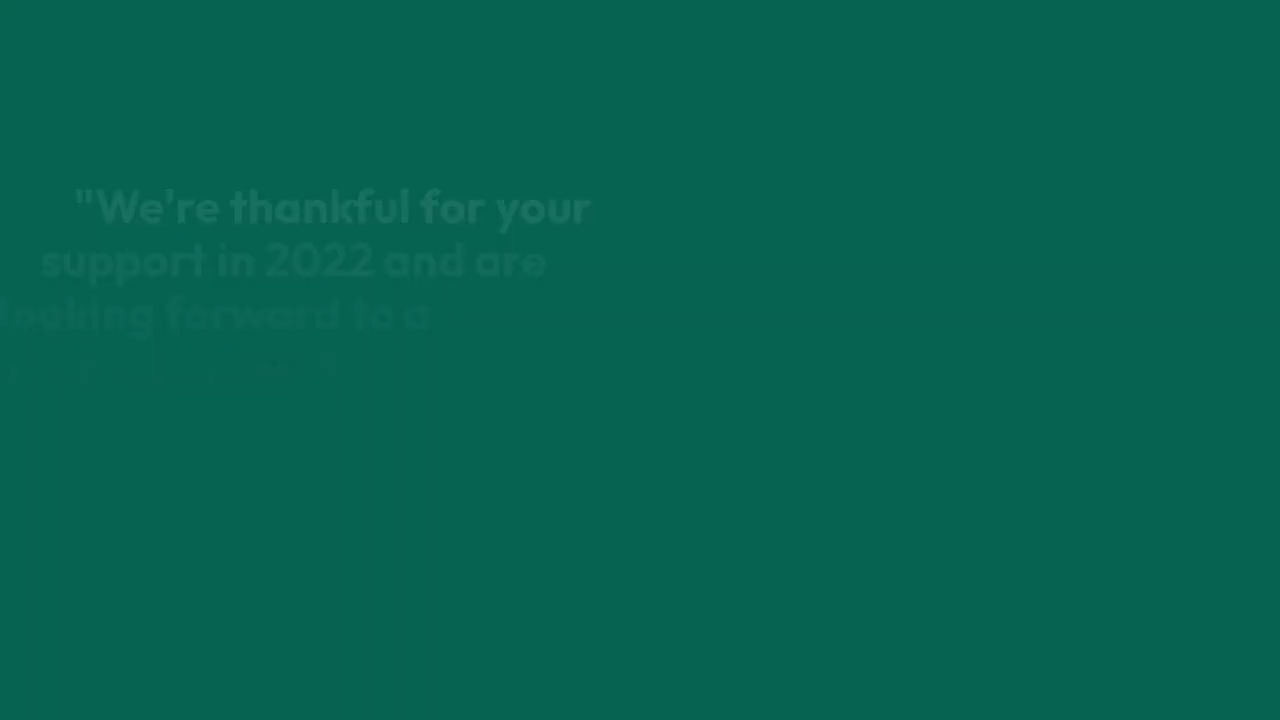 "We're thankful for your
support in 2022 and are
looking forward to a